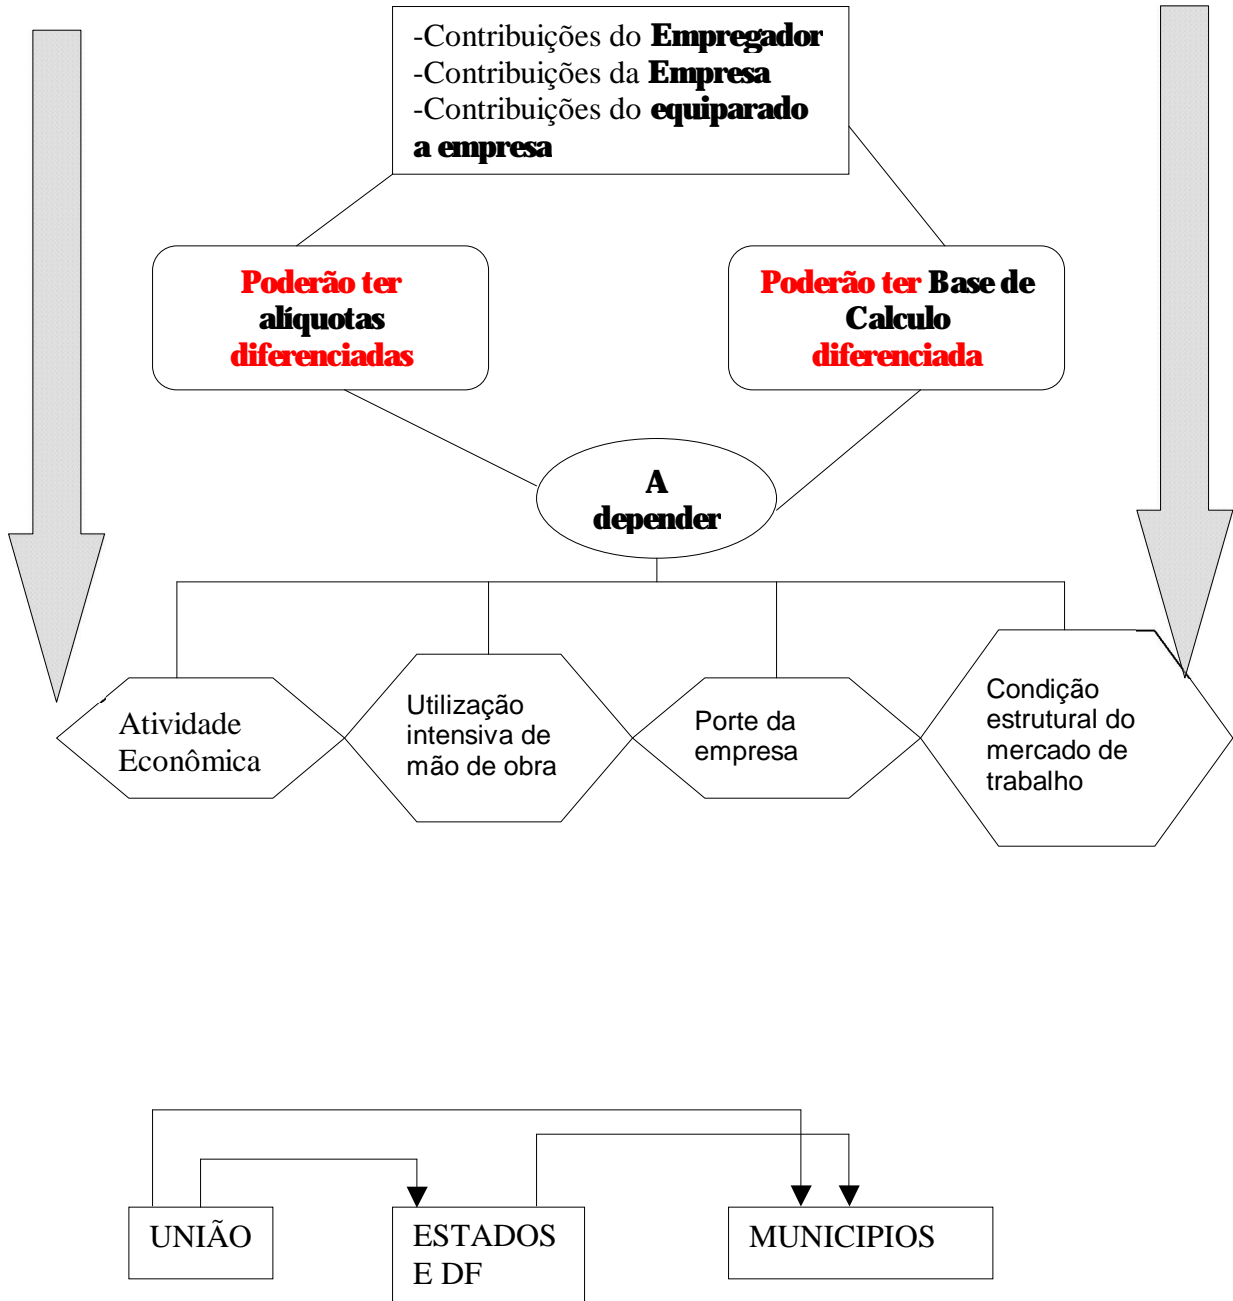 -Contribuições do Empregador
-Contribuições da Empresa
-Contribuições do equiparado
a empresa
Poderão ter
alíquotas
diferenciadas
Poderão ter Base de
Calculo
diferenciada
A
depender
Atividade
Econômica
Utilização
intensiva de
mão de obra
Porte da
empresa
Condição
estrutural do
mercado de
trabalho
UNIÃO
ESTADOS
E DF
MUNICIPIOS